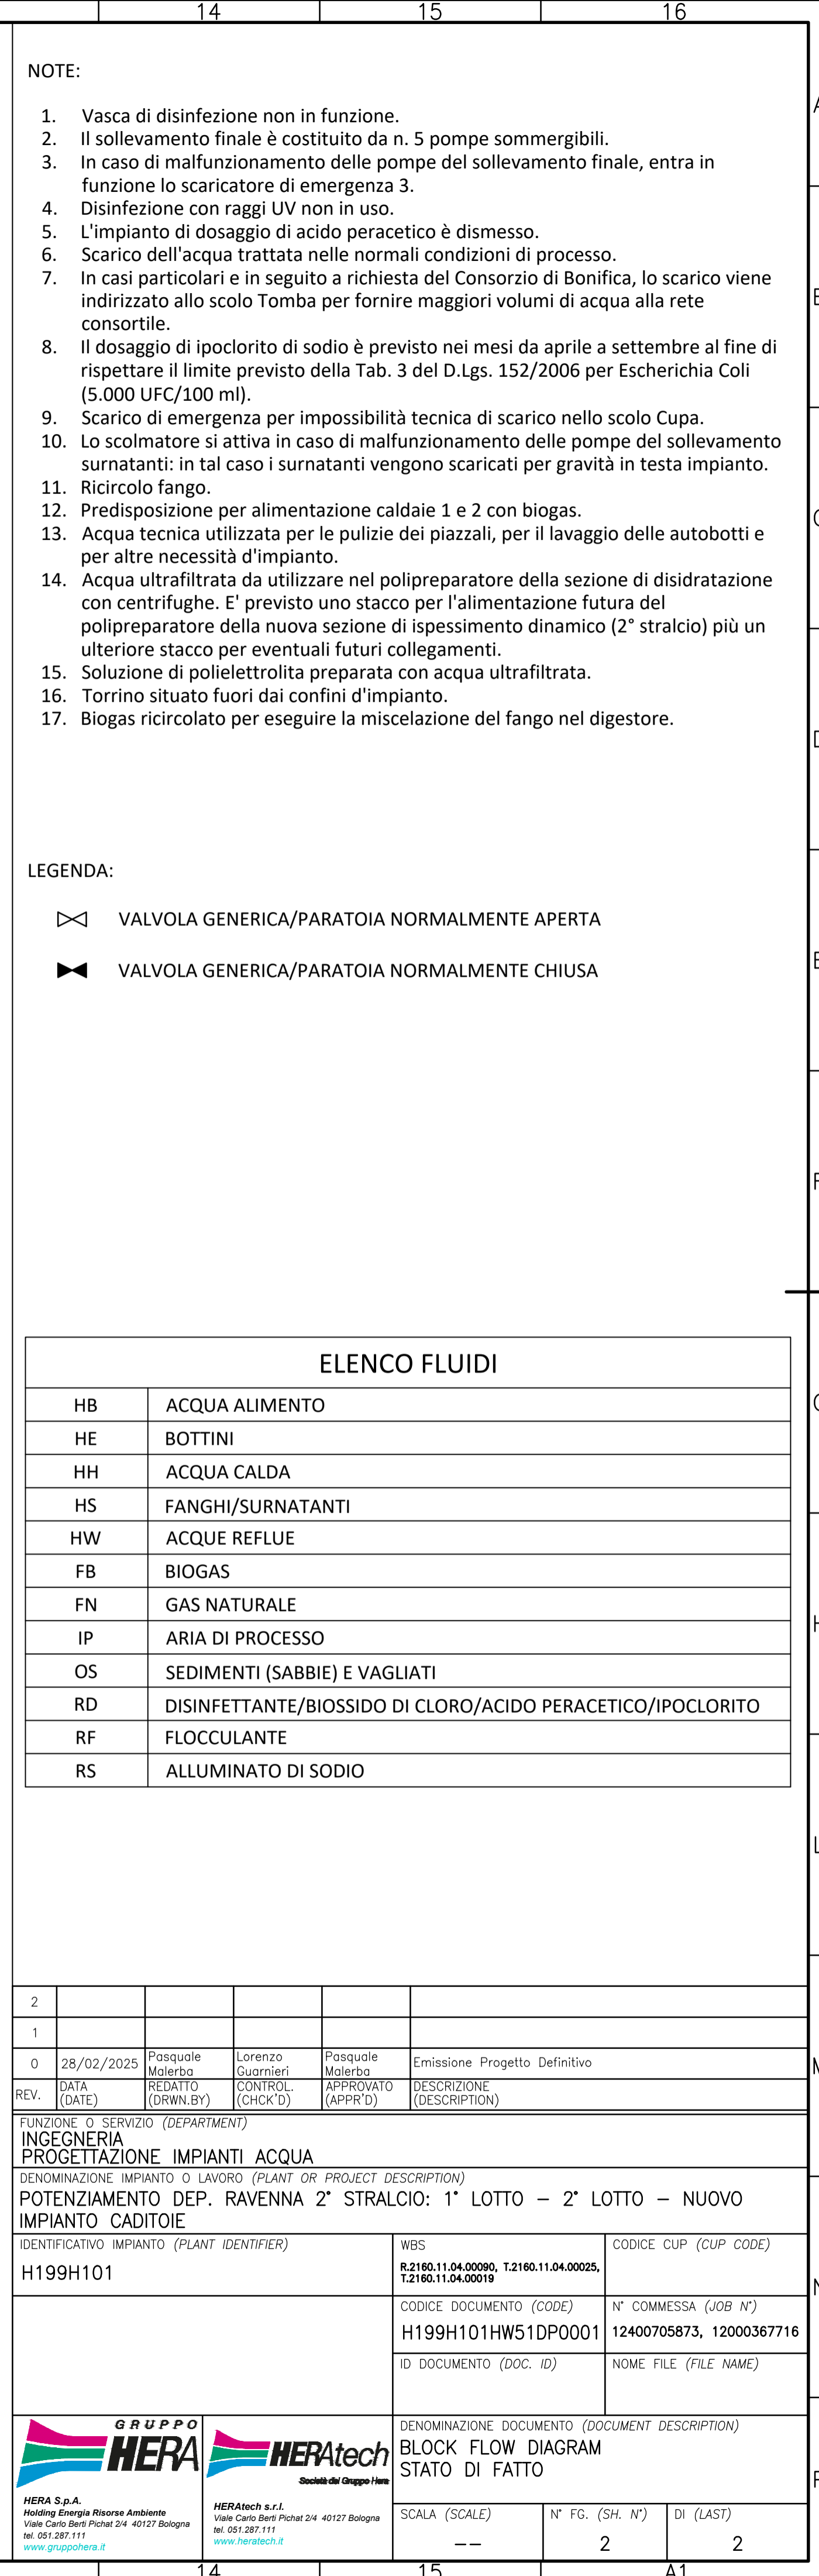 14 15 16
NOTE:
1. Vasca di disinfezione non in funzione.
2. Il sollevamento finale è costituito da n. 5 pompe sommergibili.
3. In caso di malfunzionamento delle pompe del sollevamento finale, entra in
funzione lo scaricatore di emergenza 3.
4. Disinfezione con raggi UV non in uso.
5. L'impianto di dosaggio di acido peracetico è dismesso.
6. Scarico dell'acqua trattata nelle normali condizioni di processo.
7. In casi particolari e in seguito a richiesta del Consorzio di Bonifica, lo scarico viene
indirizzato allo scolo Tomba per fornire maggiori volumi di acqua alla rete
consortile.
8. Il dosaggio di ipoclorito di sodio è previsto nei mesi da aprile a settembre al fine di
rispettare il limite previsto della Tab. 3 del D.Lgs. 152/2006 per Escherichia Coli
(5.000 UFC/100 ml).
9. Scarico di emergenza per impossibilità tecnica di scarico nello scolo Cupa.
10. Lo scolmatore si attiva in caso di malfunzionamento delle pompe del sollevamento
surnatanti: in tal caso i surnatanti vengono scaricati per gravità in testa impianto.
11. Ricircolo fango.
12. Predisposizione per alimentazione caldaie 1 e 2 con biogas.
13. Acqua tecnica utilizzata per le pulizie dei piazzali, per il lavaggio delle autobotti e
per altre necessità d'impianto.
14. Acqua ultrafiltrata da utilizzare nel polipreparatore della sezione di disidratazione
con centrifughe. E' previsto uno stacco per l'alimentazione futura del
polipreparatore della nuova sezione di ispessimento dinamico (2° stralcio) più un
ulteriore stacco per eventuali futuri collegamenti.
15. Soluzione di polielettrolita preparata con acqua ultrafiltrata.
16. Torrino situato fuori dai confini d'impianto.
17. Biogas ricircolato per eseguire la miscelazione del fango nel digestore.
LEGENDA:
VALVOLA GENERICA/PARATOIA NORMALMENTE APERTA
VALVOLA GENERICA/PARATOIA NORMALMENTE CHIUSA
ELENCO FLUIDI
HB ACQUA ALIMENTO
HE BOTTINI
HH ACQUA CALDA
HS FANGHI/SURNATANTI
HW ACQUE REFLUE
FB BIOGAS
FN GAS NATURALE
IP ARIA DI PROCESSO
OS SEDIMENTI (SABBIE) E VAGLIATI
RD DISINFETTANTE/BIOSSIDO DI CLORO/ACIDO PERACETICO/IPOCLORITO
RF FLOCCULANTE
RS ALLUMINATO DI SODIO
2
1
0 28/02/2025 Pasquale Malerba Lorenzo Guarnieri Pasquale Malerba Emissione Progetto Definitivo
REV. DATA (DATE) REDATTO (DRWN.BY) CONTROL. (CHCK'D) APPROVATO (APPR'D) DESCRIZIONE (DESCRIPTION)
FUNZIONE O SERVIZIO (DEPARTMENT)
INGEGNERIA
PROGETTAZIONE IMPIANTI ACQUA
DENOMINAZIONE IMPIANTO O LAVORO (PLANT OR PROJECT DESCRIPTION)
POTENZIAMENTO DEP. RAVENNA 2° STRALCIO: 1° LOTTO – 2° LOTTO – NUOVO
IMPIANTO CADITOIE
IDENTIFICATIVO IMPIANTO (PLANT IDENTIFIER)
H199H101
WBS
R.2160.11.04.00090, T.2160.11.04.00025,
T.2160.11.04.00019
CODICE CUP (CUP CODE)
CODICE DOCUMENTO (CODE)
H199H101HW51DP0001
N° COMMESSA (JOB N°)
12400705873, 12000367716
ID DOCUMENTO (DOC. ID)
NOME FILE (FILE NAME)
GRUPPO
HERA
HERA S.p.A.
Holding Energia Risorse Ambiente
Viale Carlo Berti Pichat 2/4 40127 Bologna
tel. 051.287.111
www.gruppohera.it
HERAtech
Società del Gruppo Hera
HERAtech s.r.l.
Viale Carlo Berti Pichat 2/4 40127 Bologna
tel. 051.287.111
www.heratech.it
DENOMINAZIONE DOCUMENTO (DOCUMENT DESCRIPTION)
BLOCK FLOW DIAGRAM
STATO DI FATTO
SCALA (SCALE)
--
N° FG. (SH. N°)
2
DI (LAST)
2
14 15 A1